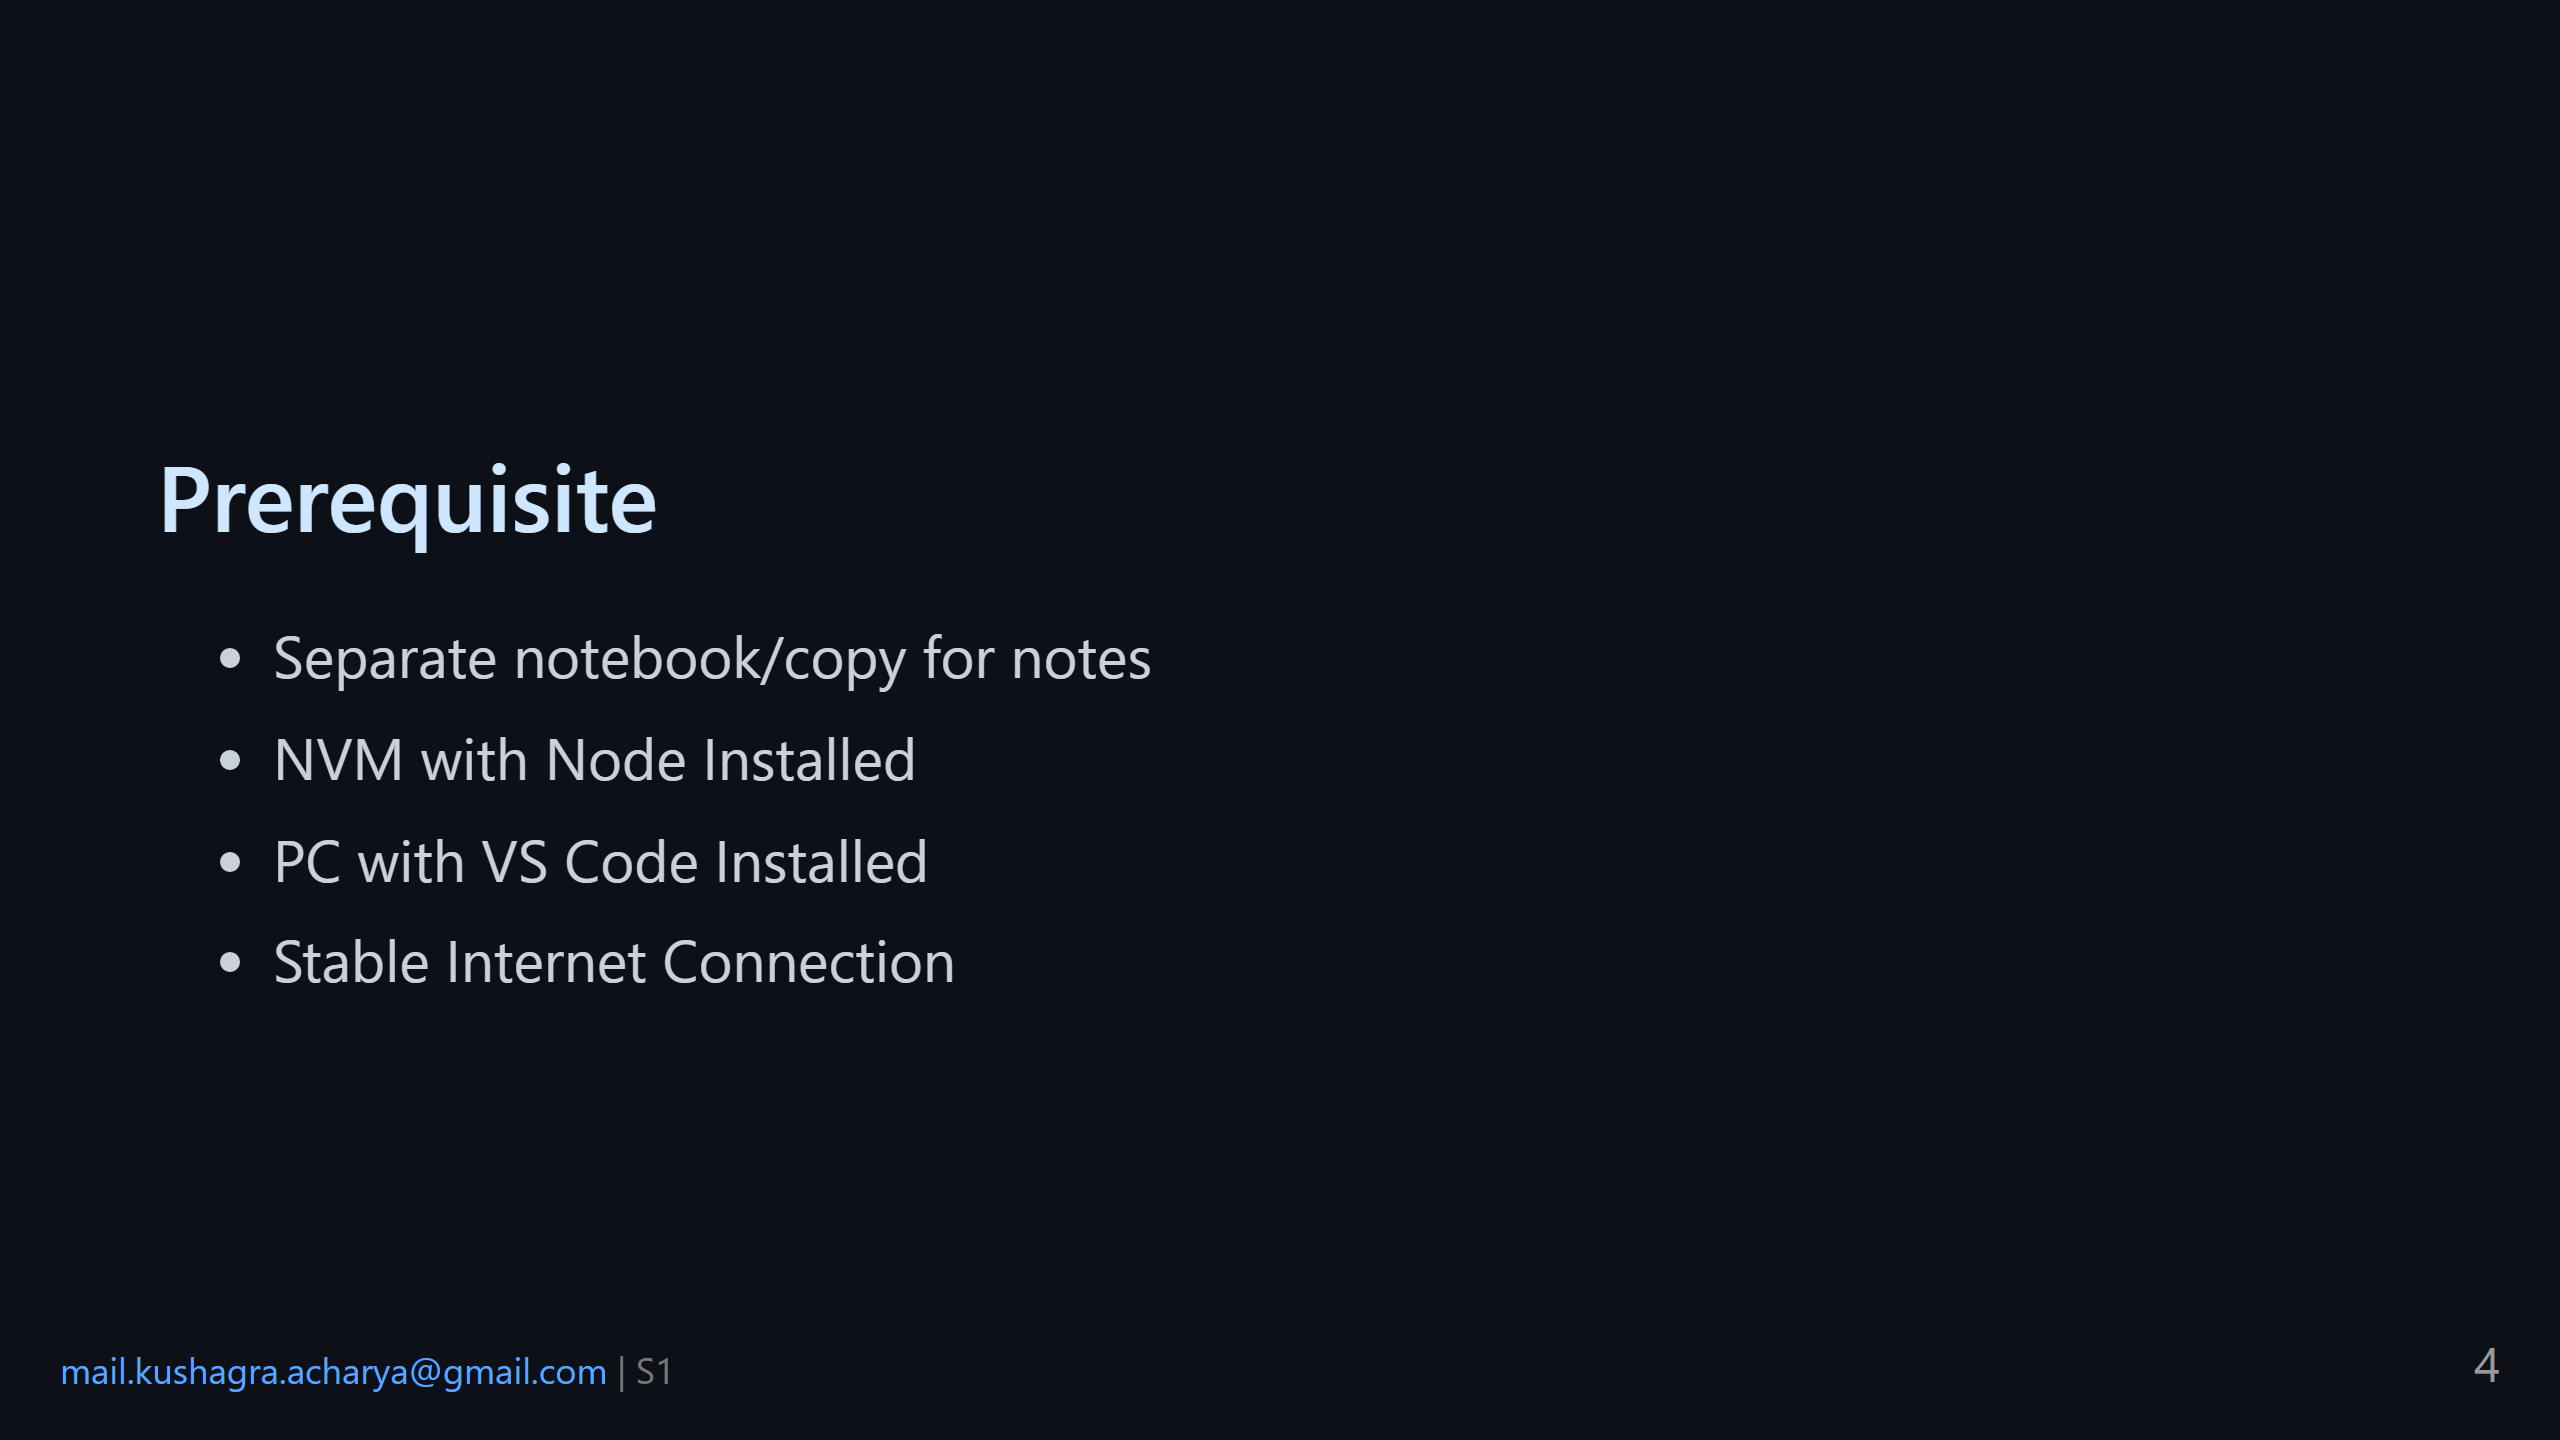 Prerequisite
• Separate notebook/copy for notes
• NVM with Node Installed
• PC with VS Code Installed
• Stable Internet Connection
mail.kushagra.acharya@gmail.com | S1
4